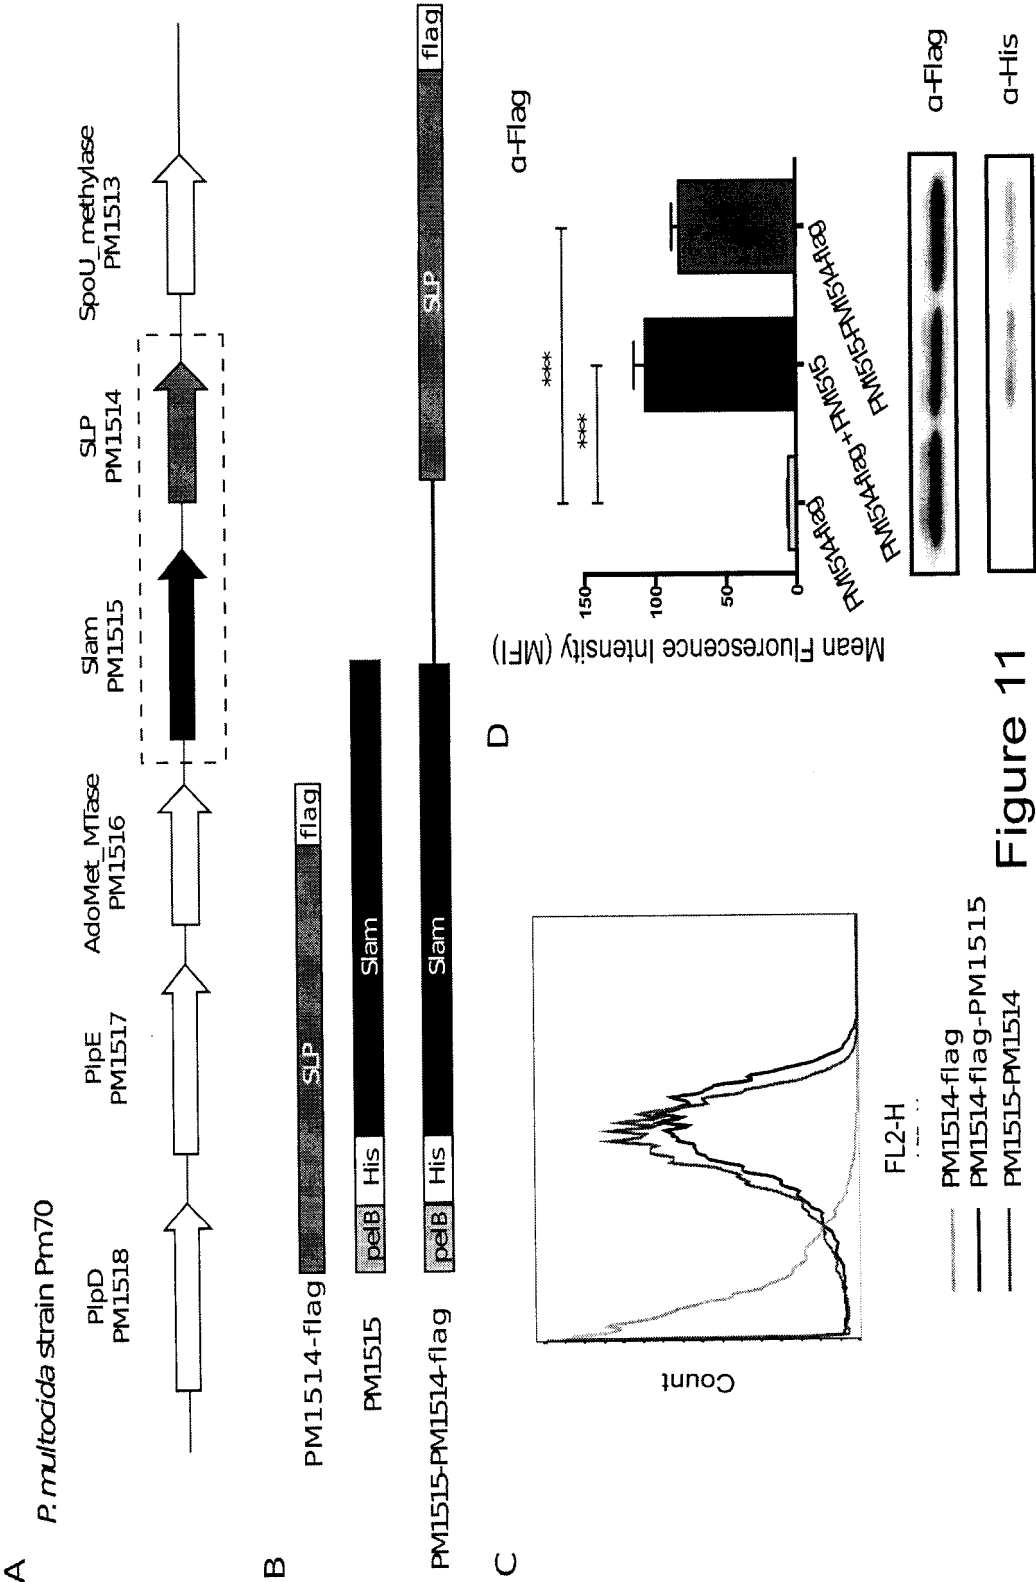 A
P. multocida strain Pm70
PlpD
PM1518
PlpE
PM1517
AdoMet_MTase
PM1516
Slam
PM1515
SLP
PM1514
SpoU_methylase
PM1513
B
PM1514-flag
SLP
flag
PM1515
pelB
His
Slam
PM1515-PM1514-flag
pelB
His
Slam
SLP
flag
C
Count
FL2-H
PM1514-flag
PM1514-flag-PM1515
PM1515-PM1514
D
α-Flag
Mean Fluorescence Intensity (MFI)
150
100
50
0
***
***
PM1514-flag
PM1514-flag + PM1515
PM1515-PM1514-flag
α-Flag
α-His
Figure 11